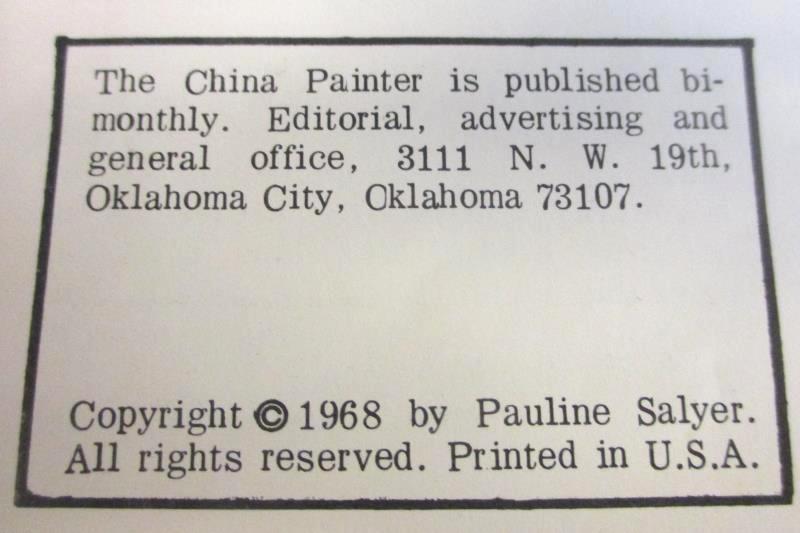 The China Painter is published bi-
monthly. Editorial, advertising and
general office, 3111 N. W. 19th,
Oklahoma City, Oklahoma 73107.
Copyright © 1968 by Pauline Salyer.
All rights reserved. Printed in U.S.A.